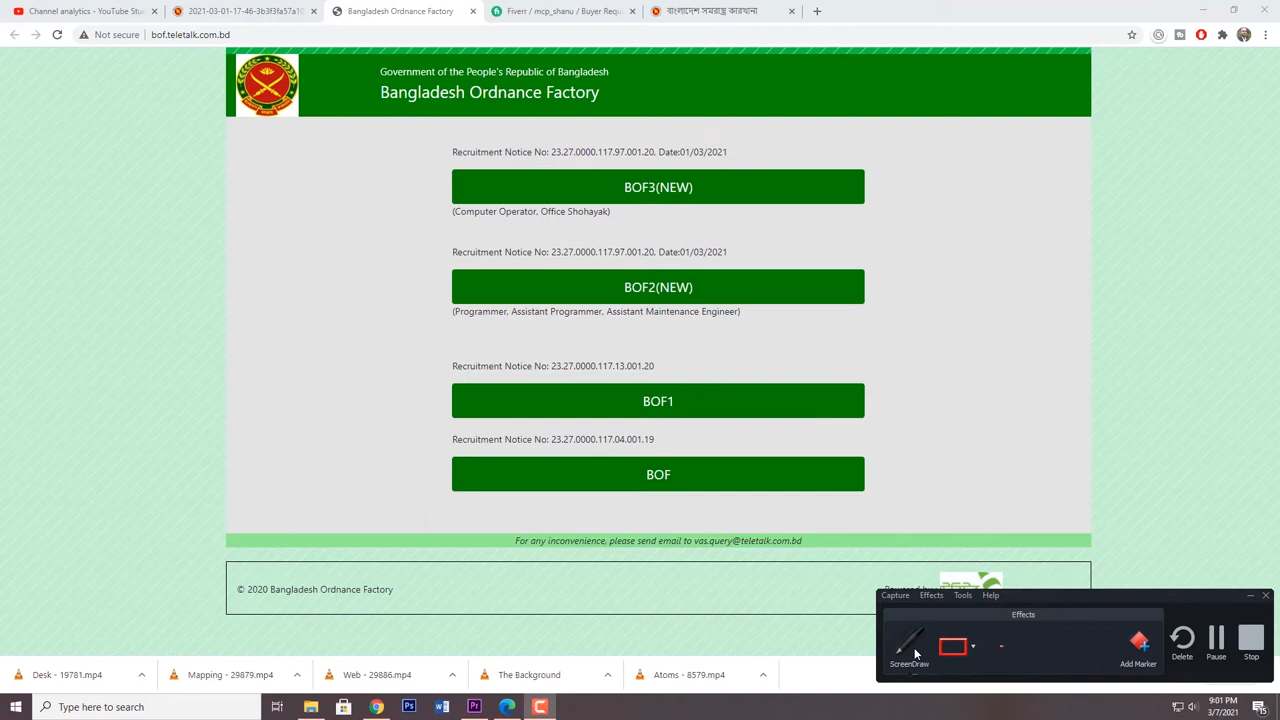 Channel analytics - YouTube Stu
2021-03-01-17-46-3b3f3fa57a10
Bangladesh Ordnance Factory
Fiverr / mcp_shanu / Buyer Requ
বাংলাদেশ সমরাস্ত্র কারখানা
Not secure | bof.teletalk.com.bd
Government of the People's Republic of Bangladesh
Bangladesh Ordnance Factory
Recruitment Notice No: 23.27.0000.117.97.001.20, Date:01/03/2021
BOF3(NEW)
(Computer Operator, Office Shohayak)
Recruitment Notice No: 23.27.0000.117.97.001.20, Date:01/03/2021
BOF2(NEW)
(Programmer, Assistant Programmer, Assistant Maintenance Engineer)
Recruitment Notice No: 23.27.0000.117.13.001.20
BOF1
Recruitment Notice No: 23.27.0000.117.04.001.19
BOF
For any inconvenience, please send email to vas.query@teletalk.com.bd
© 2020 Bangladesh Ordnance Factory
Capture Effects Tools Help
Effects
ScreenDraw
Add Marker
Delete
Pause
Stop
Desk - 19781.mp4
Mapping - 29879.mp4
Web - 29886.mp4
The Background
Atoms - 8579.mp4
Type here to search
9:01 PM
3/7/2021
15